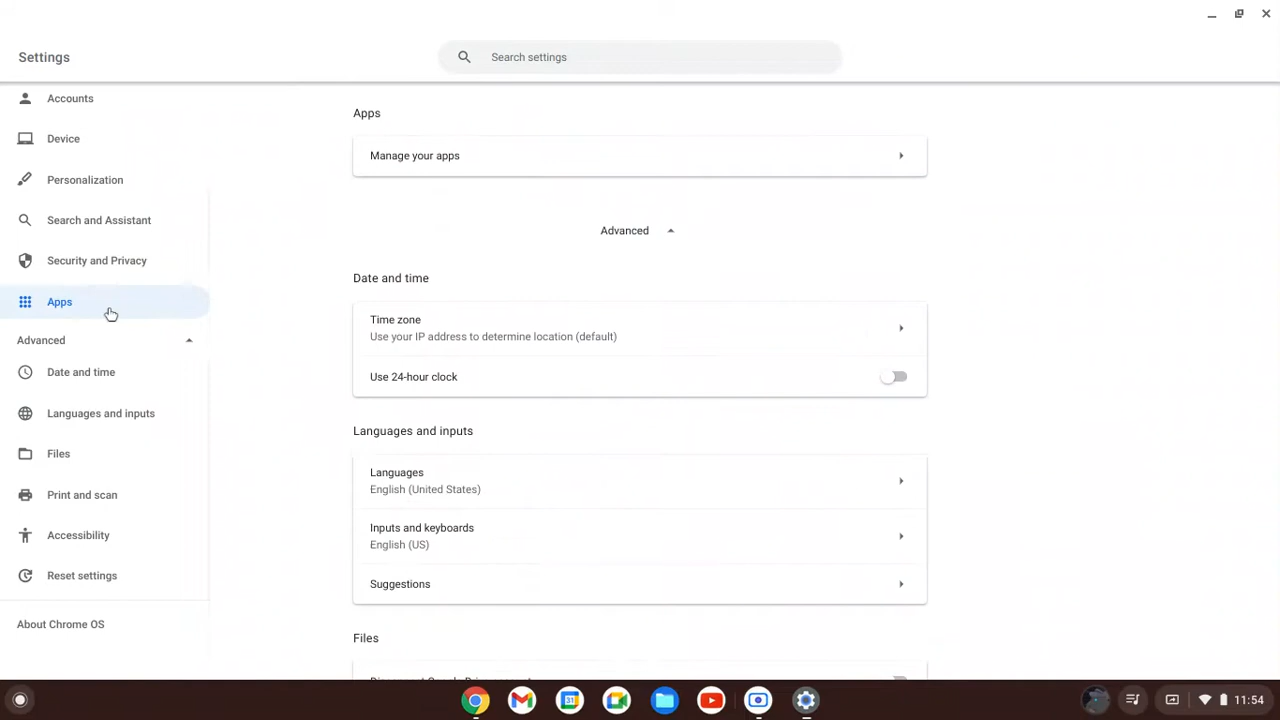 Settings
Search settings
Accounts
Device
Personalization
Search and Assistant
Security and Privacy
Apps
Advanced
Date and time
Languages and inputs
Files
Print and scan
Accessibility
Reset settings
About Chrome OS
Apps
Manage your apps
Advanced
Date and time
Time zone
Use your IP address to determine location (default)
Use 24-hour clock
Languages and inputs
Languages
English (United States)
Inputs and keyboards
English (US)
Suggestions
Files
31
11:54